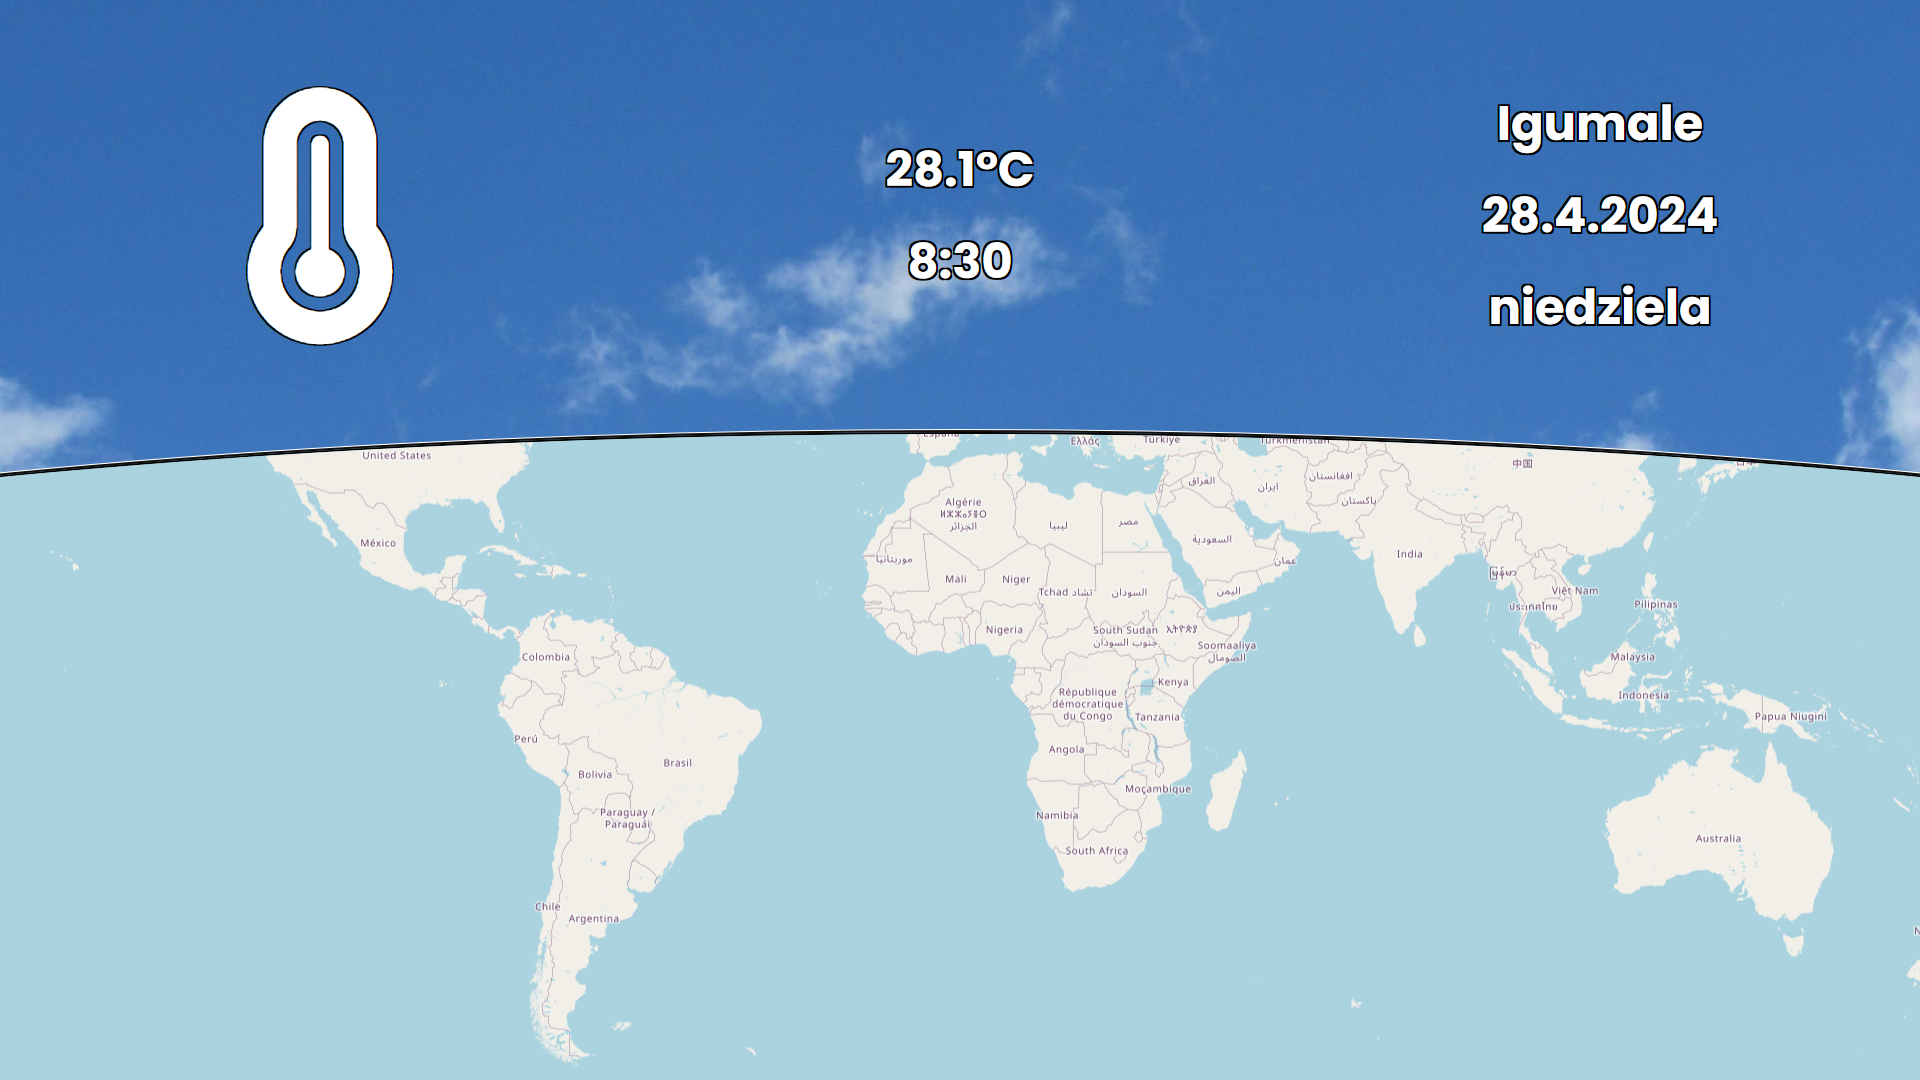 28.1°C
8:30
Igumale
28.4.2024
niedziela
United States
México
Colombia
Perú
Brasil
Bolivia
Paraguay /
Paraguái
Chile
Argentina
España
Ελλάς
Türkiye
Türkmenistan
Algérie
ⵍⵣⵣⴰⵢⴻⵔ
الجزائر
ليبيا
مصر
موريتانيا
Mali
Niger
Tchad تشاد
السودان
Nigeria
South Sudan
جنوب السودان
ኢትዮጵያ
Soomaaliya
الصومال
Kenya
République
démocratique
du Congo
Tanzania
Angola
Moçambique
Namibia
South Africa
العراق
ایران
افغانستان
پاکستان
السعودية
عمان
اليمن
India
中国
မြန်မာ
Việt Nam
ประเทศไทย
Pilipinas
Malaysia
Indonesia
Papua Niugini
Australia